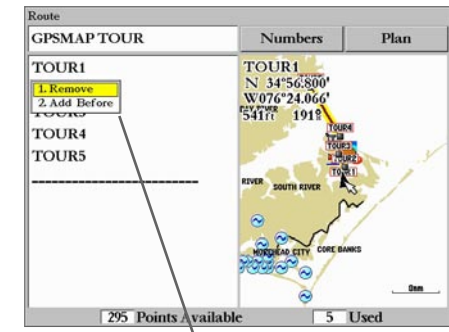 Route
GPSMAP TOUR
Numbers
Plan
TOUR1
1. Remove
2. Add Before
TOUR4
TOUR5
TOUR1
N 34°56.800'
W076°24.066'
541ft 191°
TOUR4
TOUR3
TOUR2
TOUR1
RIVER
SOUTH RIVER
MOREHEAD CITY
CORE BANKS
295 Points Available
5 Used